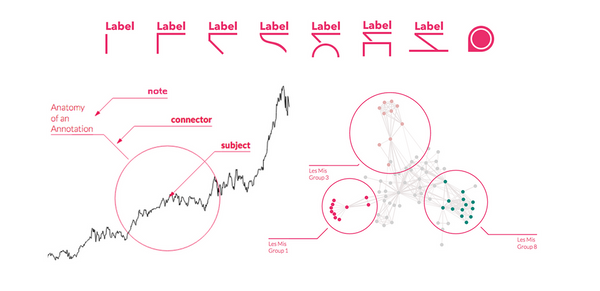 Label Label Label Label Label Label Label
note
Anatomy
of an
Annotation
connector
subject
Les Mis
Group 3
Les Mis
Group 1
Les Mis
Group 8